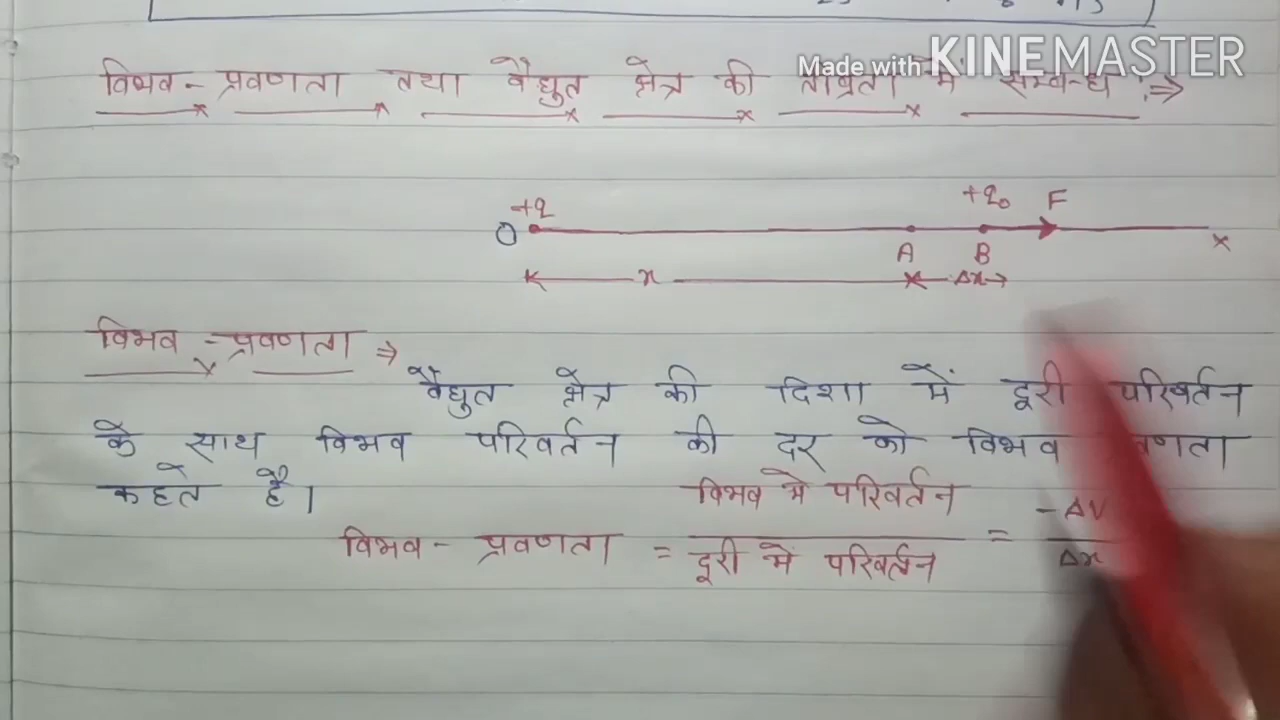 Made with KINEMASTER
विभव - प्रवणता तथा वैद्युत क्षेत्र की तीव्रता में सम्बन्ध :⇒
+q +q₀ F
O A B x
x Δx
विभव - प्रवणता ⇒
वैद्युत क्षेत्र की दिशा में दूरी परिवर्तन
के साथ विभव परिवर्तन की दर को विभव
कहते हैं।
विभव - प्रवणता = विभव में परिवर्तन / दूरी में परिवर्तन = -ΔV / Δx